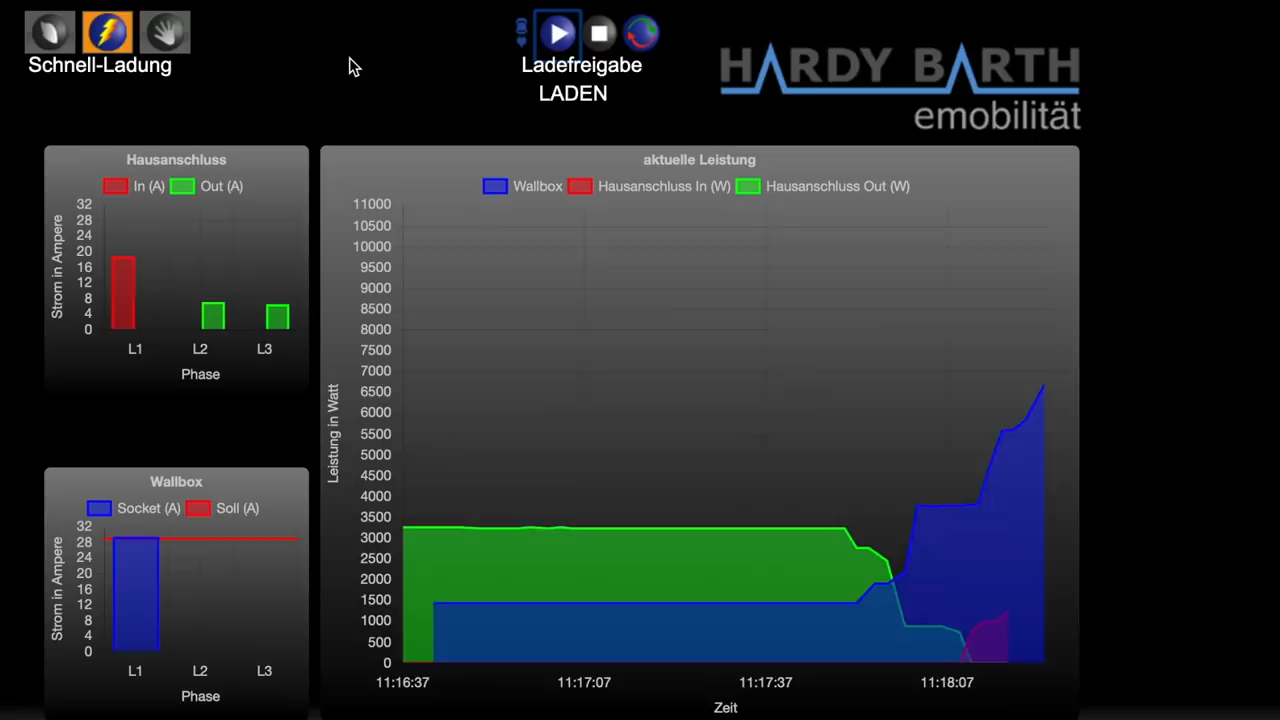 Schnell-Ladung
Ladefreigabe
LADEN
HARDY BARTH
emobilität
Hausanschluss
In (A) Out (A)
32
28
24
20
16
12
8
4
0
Strom in Ampere
L1 L2 L3
Phase
Wallbox
Socket (A) Soll (A)
32
28
24
20
16
12
8
4
0
Strom in Ampere
L1 L2 L3
Phase
aktuelle Leistung
Wallbox Hausanschluss In (W) Hausanschluss Out (W)
11000
10500
10000
9500
9000
8500
8000
7500
7000
6500
6000
5500
5000
4500
4000
3500
3000
2500
2000
1500
1000
500
0
Leistung in Watt
11:16:37 11:17:07 11:17:37 11:18:07
Zeit